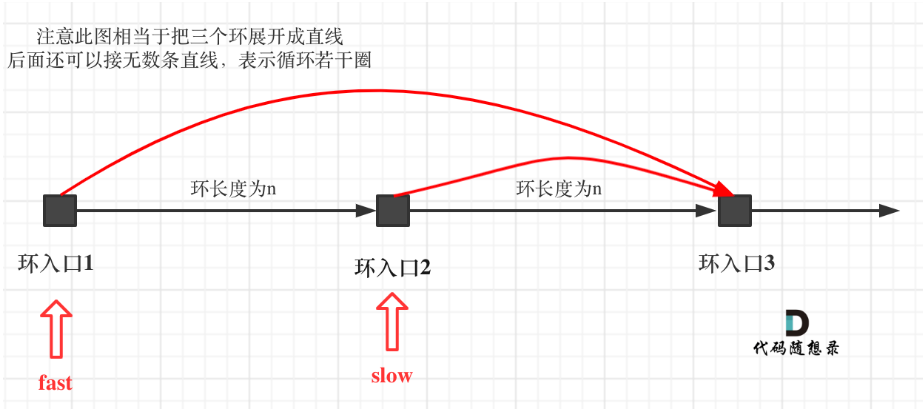 注意此图相当于把三个环展开成直线
后面还可以接无数条直线，表示循环若干圈
环长度为n
环长度为n
环入口1
环入口2
环入口3
fast
slow
代码随想录